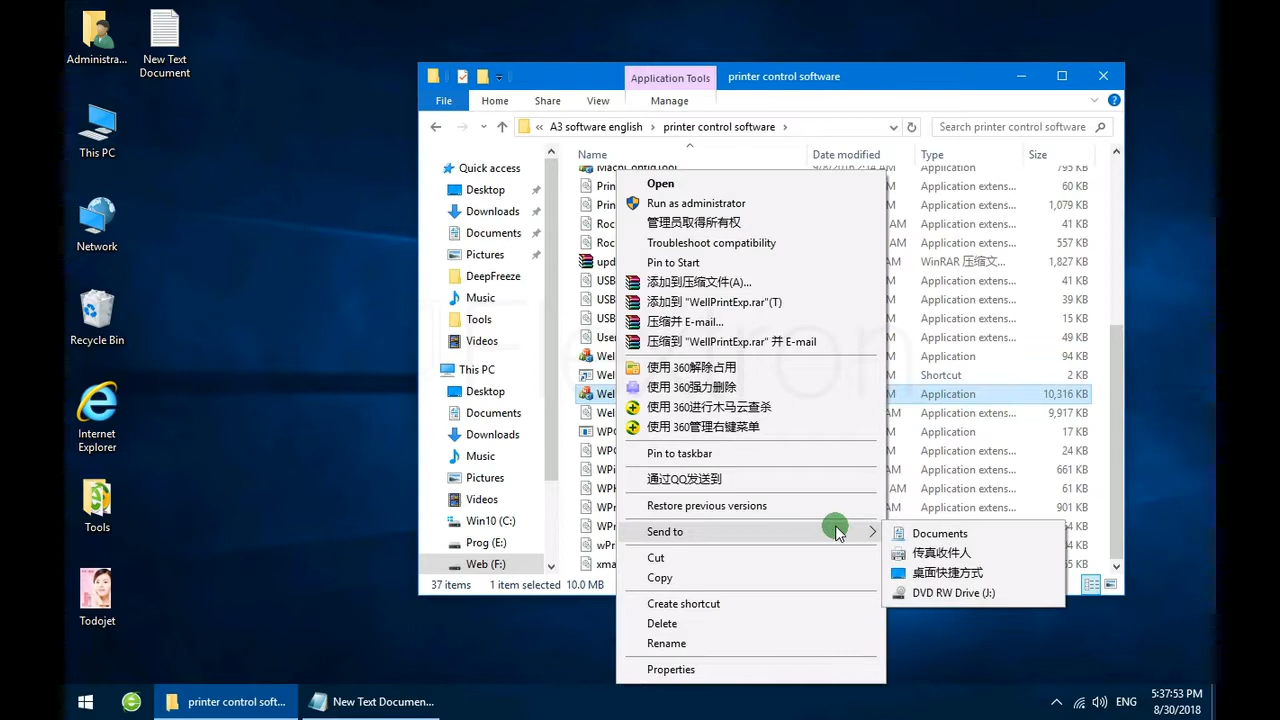 Administra...
New Text
Document
This PC
Network
Recycle Bin
Internet
Explorer
Tools
Todojet
Application Tools
printer control software
File
Home
Share
View
Manage
« A3 software english > printer control software >
Search printer control software
Name
Date modified
Type
Size
Quick access
Desktop
Downloads
Documents
Pictures
DeepFreeze
Music
Tools
Videos
This PC
Desktop
Documents
Downloads
Music
Pictures
Videos
Win10 (C:)
Prog (E:)
Web (F:)
Application 795 KB
Application extens... 60 KB
Application extens... 1,079 KB
Application extens... 41 KB
Application extens... 557 KB
WinRAR 压缩文... 1,827 KB
Application extens... 41 KB
Application extens... 39 KB
Application extens... 15 KB
Application extens... 49 KB
Application 94 KB
Shortcut 2 KB
Application 10,316 KB
Application extens... 9,917 KB
Application 17 KB
Application extens... 24 KB
Application extens... 661 KB
Application extens... 61 KB
Application extens... 901 KB
Open
Run as administrator
管理员取得所有权
Troubleshoot compatibility
Pin to Start
添加到压缩文件(A)...
添加到 "WellPrintExp.rar"(T)
压缩并 E-mail...
压缩到 "WellPrintExp.rar" 并 E-mail
使用 360解除占用
使用 360强力删除
使用 360进行木马云查杀
使用 360管理右键菜单
Pin to taskbar
通过QQ发送到
Restore previous versions
Send to
Cut
Copy
Create shortcut
Delete
Rename
Properties
Documents
传真收件人
桌面快捷方式
DVD RW Drive (J:)
37 items 1 item selected 10.0 MB
printer control soft...
New Text Documen...
ENG
5:37:53 PM
8/30/2018